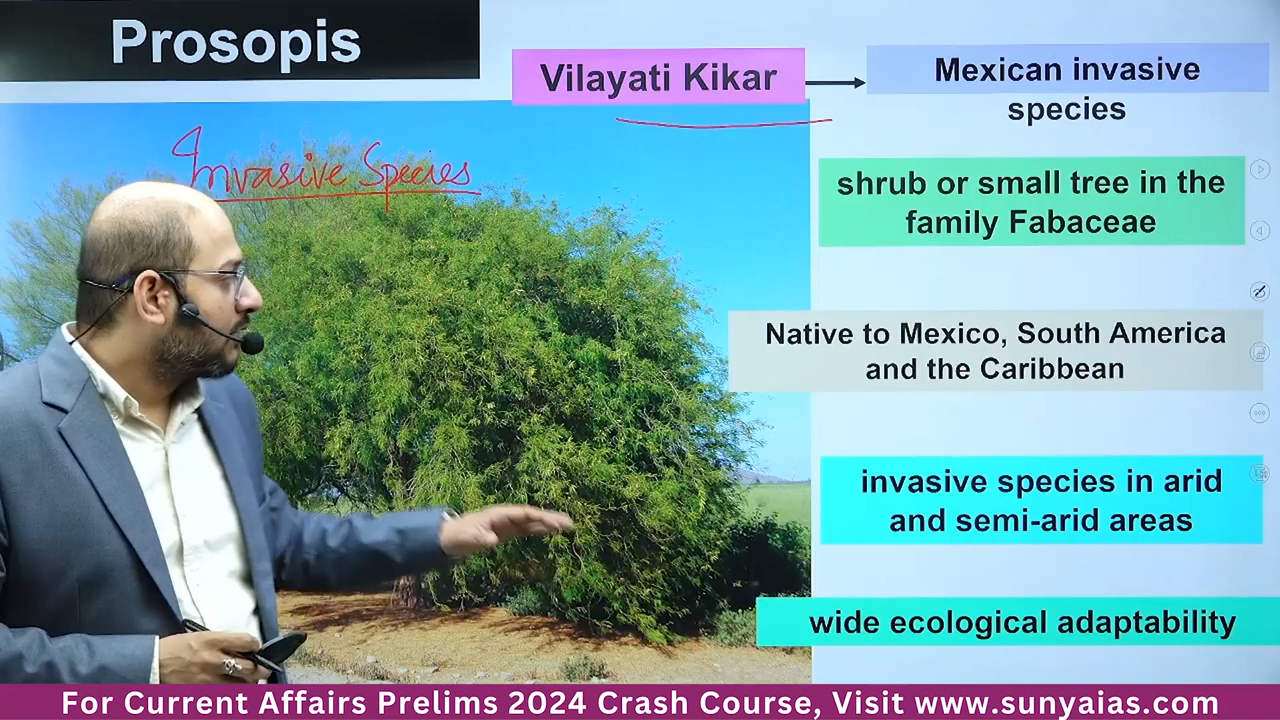 Prosopis
Vilayati Kikar
Mexican invasive
species
Invasive Species
shrub or small tree in the
family Fabaceae
Native to Mexico, South America
and the Caribbean
invasive species in arid
and semi-arid areas
wide ecological adaptability
For Current Affairs Prelims 2024 Crash Course, Visit www.sunyaias.com